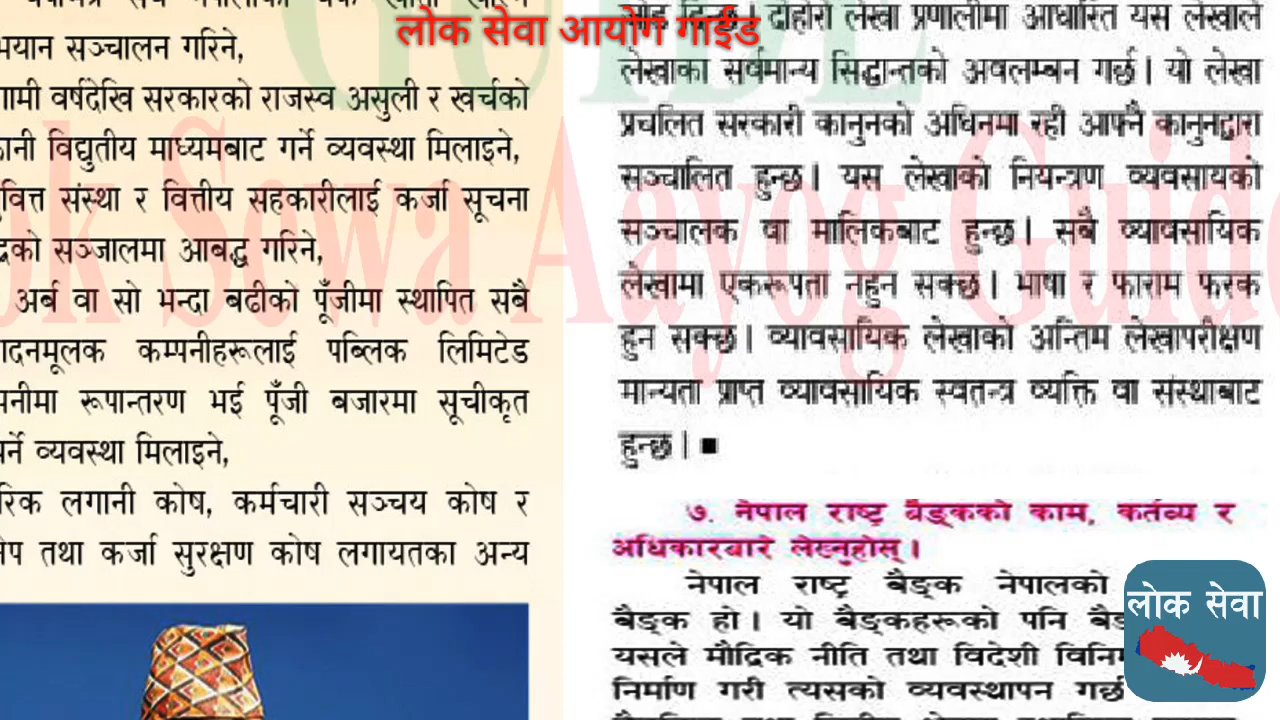 लोक सेवा आयोग गाईड
सञ्चालन गरिने,
वर्षदेखि सरकारको राजस्व असुली र खर्चको
विद्युतीय माध्यमबाट गर्ने व्यवस्था मिलाइने,
संस्था र वित्तीय सहकारीलाई कर्जा सूचना
सञ्जालमा आबद्ध गरिने,
अर्ब वा सो भन्दा बढीको पूँजीमा स्थापित सबै
कम्पनीहरूलाई पब्लिक लिमिटेड
रूपान्तरण भई पूँजी बजारमा सूचीकृत
व्यवस्था मिलाइने,
लगानी कोष, कर्मचारी सञ्चय कोष र
तथा कर्जा सुरक्षण कोष लगायतका अन्य
दोहोरो लेखा प्रणालीमा आधारित यस लेखाले
लेखाका सर्वमान्य सिद्धान्तको अवलम्बन गर्छ। यो लेखा
प्रचलित सरकारी कानुनको अधिनमा रही आफ्नै कानुनद्वारा
सञ्चालित हुन्छ। यस लेखाको नियन्त्रण व्यवसायको
सञ्चालक वा मालिकबाट हुन्छ। सबै व्यावसायिक
लेखामा एकरूपता नहुन सक्छ। भाषा र फाराम फरक
हुन सक्छ। व्यावसायिक लेखाको अन्तिम लेखापरीक्षण
मान्यता प्राप्त व्यावसायिक स्वतन्त्र व्यक्ति वा संस्थाबाट
हुन्छ। ■
७. नेपाल राष्ट्र बैङ्कको काम, कर्तव्य र
अधिकारबारे लेख्नुहोस्।
नेपाल राष्ट्र बैङ्क नेपालको
बैङ्क हो। यो बैङ्कहरूको पनि
यसले मौद्रिक नीति तथा विदेशी
निर्माण गरी त्यसको व्यवस्थापन गर्छ
Lok Sewa Aayog Guide
GUIDE
लोक सेवा